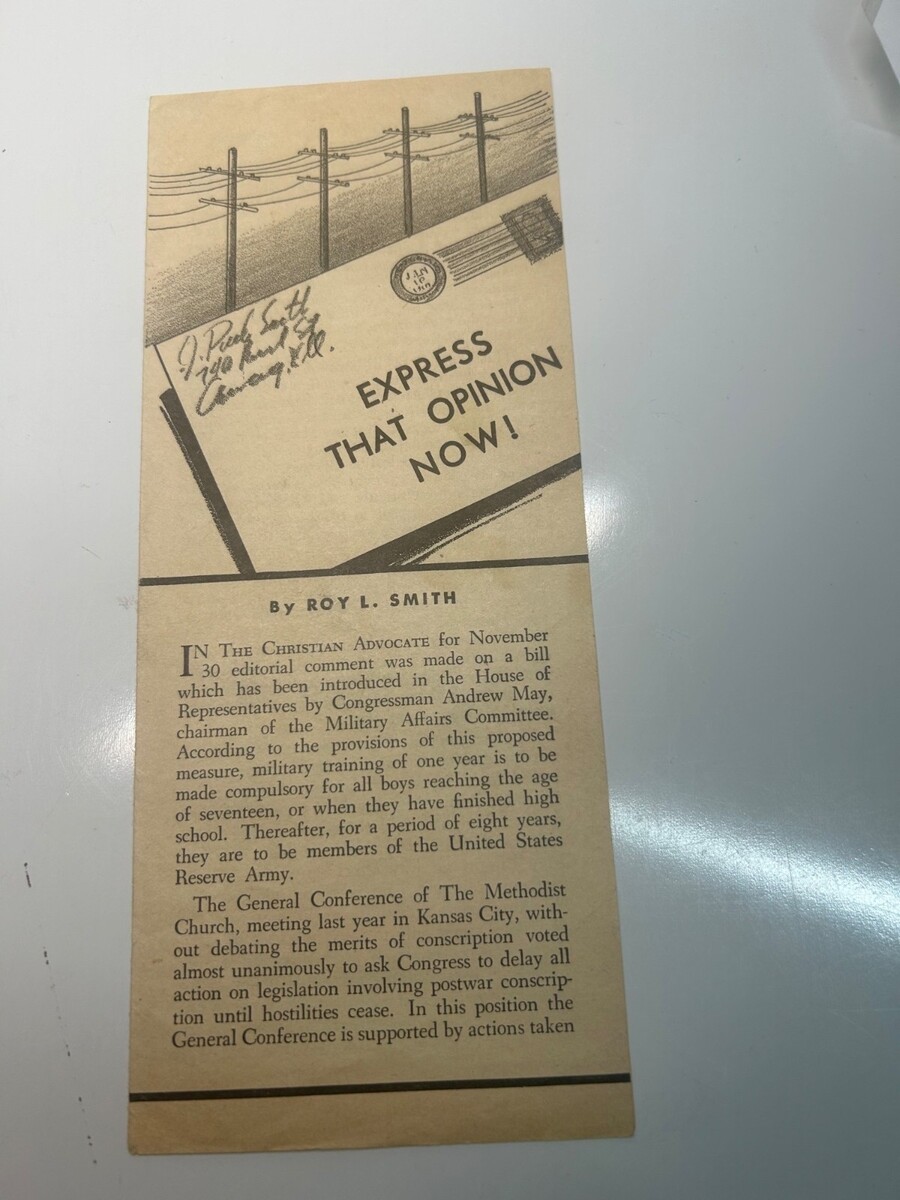 J. Smith
740 St
Chicago, Ill.
JAN
10
EXPRESS
THAT OPINION
NOW!
By ROY L. SMITH
IN THE CHRISTIAN ADVOCATE for November
30 editorial comment was made on a bill
which has been introduced in the House of
Representatives by Congressman Andrew May,
chairman of the Military Affairs Committee.
According to the provisions of this proposed
measure, military training of one year is to be
made compulsory for all boys reaching the age
of seventeen, or when they have finished high
school. Thereafter, for a period of eight years,
they are to be members of the United States
Reserve Army.
The General Conference of The Methodist
Church, meeting last year in Kansas City, with-
out debating the merits of conscription voted
almost unanimously to ask Congress to delay all
action on legislation involving postwar conscrip-
tion until hostilities cease. In this position the
General Conference is supported by actions taken